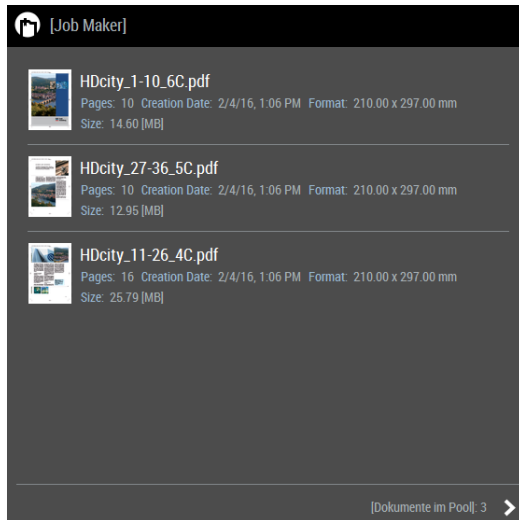 [Job Maker]
HDcity_1-10_6C.pdf
Pages: 10 Creation Date: 2/4/16, 1:06 PM Format: 210.00 x 297.00 mm
Size: 14.60 [MB]
HDcity_27-36_5C.pdf
Pages: 10 Creation Date: 2/4/16, 1:06 PM Format: 210.00 x 297.00 mm
Size: 12.95 [MB]
HDcity_11-26_4C.pdf
Pages: 16 Creation Date: 2/4/16, 1:06 PM Format: 210.00 x 297.00 mm
Size: 25.79 [MB]
[Dokumente im Pool]: 3